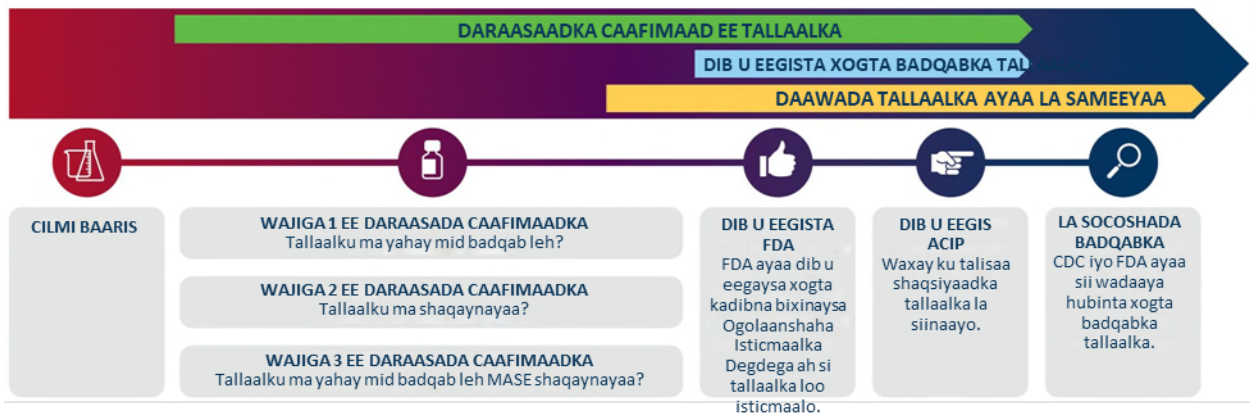 DARAASAADKA CAAFIMAAD EE TALLAALKA
DIB U EEGISTA XOGTA BADQABKA
DAAWADA TALLAALKA AYAA LA SAMEEYAA
CILMI BAARIS
WAJIGA 1 EE DARAASADA CAAFIMAADKA
Tallaalku ma yahay mid badqab leh?
WAJIGA 2 EE DARAASADA CAAFIMAADKA
Tallaalku ma shaqaynayaa?
WAJIGA 3 EE DARAASADA CAAFIMAADKA
Tallaalku ma yahay mid badqab leh MASE shaqaynayaa?
DIB U EEGISTA
FDA
FDA ayaa dib u
eegaysa xogta
kadibna bixinaysa
Ogolaanshaha
Isticmaalka
Degdega ah si
tallaalka loo
isticmaalo.
DIB U EEGIS
ACIP
Waxay ku talisaa
shaqsiyaadka
tallaalka la
siinaayo.
LA SOCOSHADA
BADQABKA
CDC iyo FDA ayaa
sii wadaaya
hubinta xogta
badqabka
tallaalka.